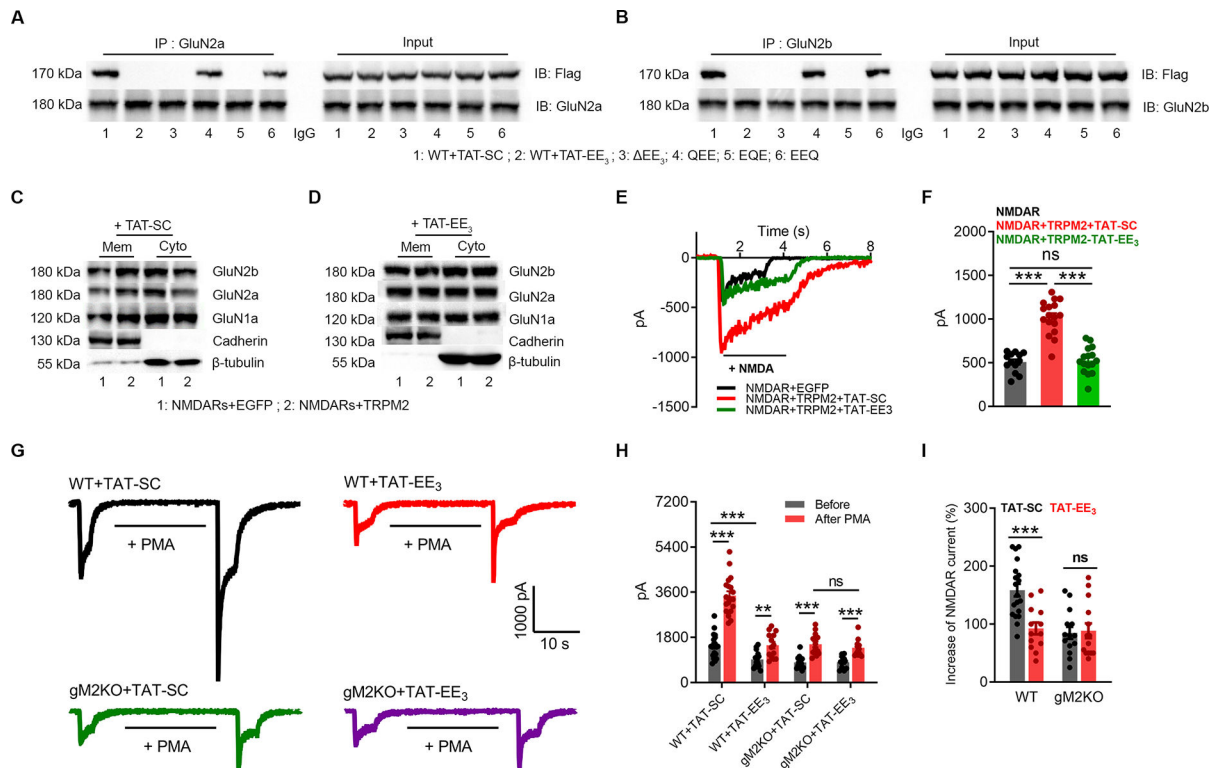 A
IP : GluN2a
Input
170 kDa
IB: Flag
180 kDa
IB: GluN2a
1 2 3 4 5 6 IgG 1 2 3 4 5 6
B
IP : GluN2b
Input
170 kDa
IB: Flag
180 kDa
IB: GluN2b
1 2 3 4 5 6 IgG 1 2 3 4 5 6
1: WT+TAT-SC ; 2: WT+TAT-EE3 ; 3: ΔEE3; 4: QEE; 5: EQE; 6: EEQ
C
+ TAT-SC
Mem Cyto
180 kDa GluN2b
180 kDa GluN2a
120 kDa GluN1a
130 kDa Cadherin
55 kDa β-tubulin
1 2 1 2
D
+ TAT-EE3
Mem Cyto
180 kDa GluN2b
180 kDa GluN2a
120 kDa GluN1a
130 kDa Cadherin
55 kDa β-tubulin
1 2 1 2
1: NMDARs+EGFP ; 2: NMDARs+TRPM2
E
Time (s)
2 4 6 8
0
-500
-1000
-1500
pA
+ NMDA
NMDAR+EGFP
NMDAR+TRPM2+TAT-SC
NMDAR+TRPM2+TAT-EE3
F
NMDAR
NMDAR+TRPM2+TAT-SC
NMDAR+TRPM2-TAT-EE3
2000
1500
1000
500
0
pA
ns
*** ***
G
WT+TAT-SC
+ PMA
WT+TAT-EE3
+ PMA
1000 pA
10 s
gM2KO+TAT-SC
+ PMA
gM2KO+TAT-EE3
+ PMA
H
7200
5400
3600
1800
0
pA
Before
After PMA
***
***
**
***
ns
***
WT+TAT-SC
WT+TAT-EE3
gM2KO+TAT-SC
gM2KO+TAT-EE3
I
Increase of NMDAR current (%)
300
200
100
0
TAT-SC TAT-EE3
***
ns
WT gM2KO